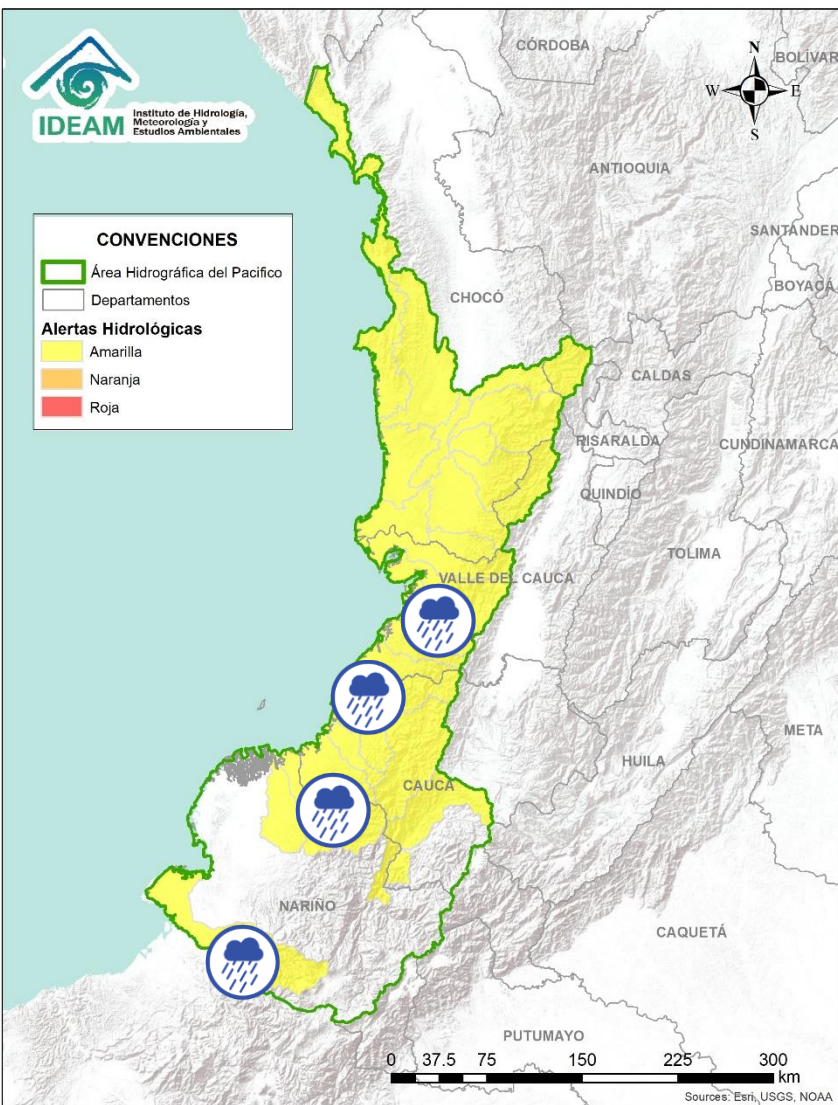 IDEAM
Instituto de Hidrología,
Meteorología y
Estudios Ambientales
CÓRDOBA
N
BOLÍVAR
W
E
S
ANTIOQUIA
SANTANDER
CONVENCIONES
Área Hidrográfica del Pacifico
Departamentos
Alertas Hidrológicas
Amarilla
Naranja
Roja
BOYACÁ
CHOCÓ
CALDAS
RISARALDA
CUNDINAMARCA
QUINDÍO
TOLIMA
VALLE DEL CAUCA
META
HUILA
CAUCA
NARIÑO
CAQUETÁ
PUTUMAYO
0 37.5 75 150 225 300
km
Sources: Esri, USGS, NOAA